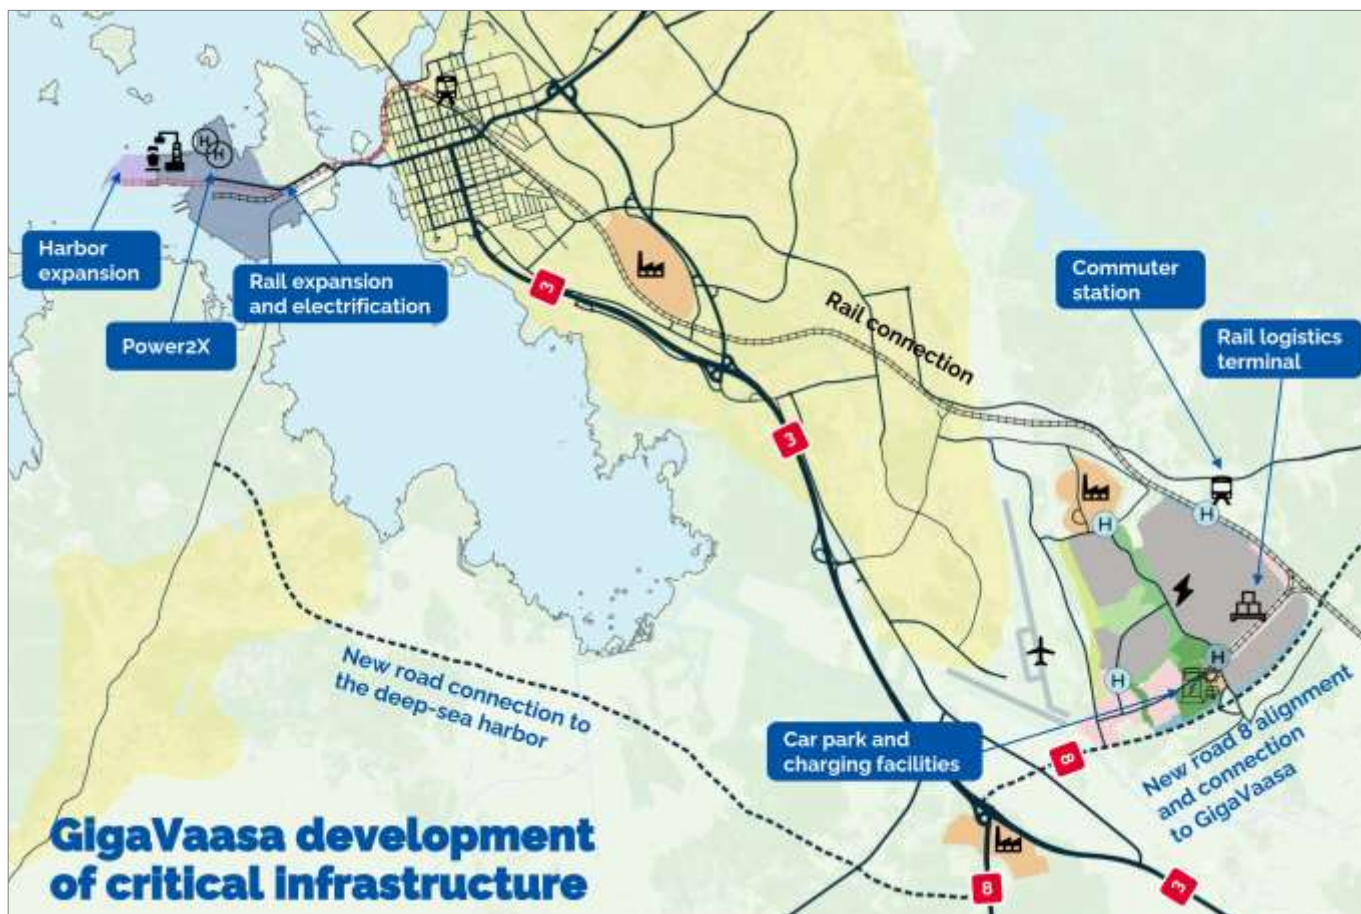 H
H
Harbor
expansion
Rail expansion
and electrification
Power2X
3
Rail connection
Commuter
station
Rail logistics
terminal
3
H
H
H
H
New road connection to
the deep-sea harbor
Car park and
charging facilities
8
New road 8 alignment
and connection
to GigaVaasa
GigaVaasa development
of critical infrastructure
8
3